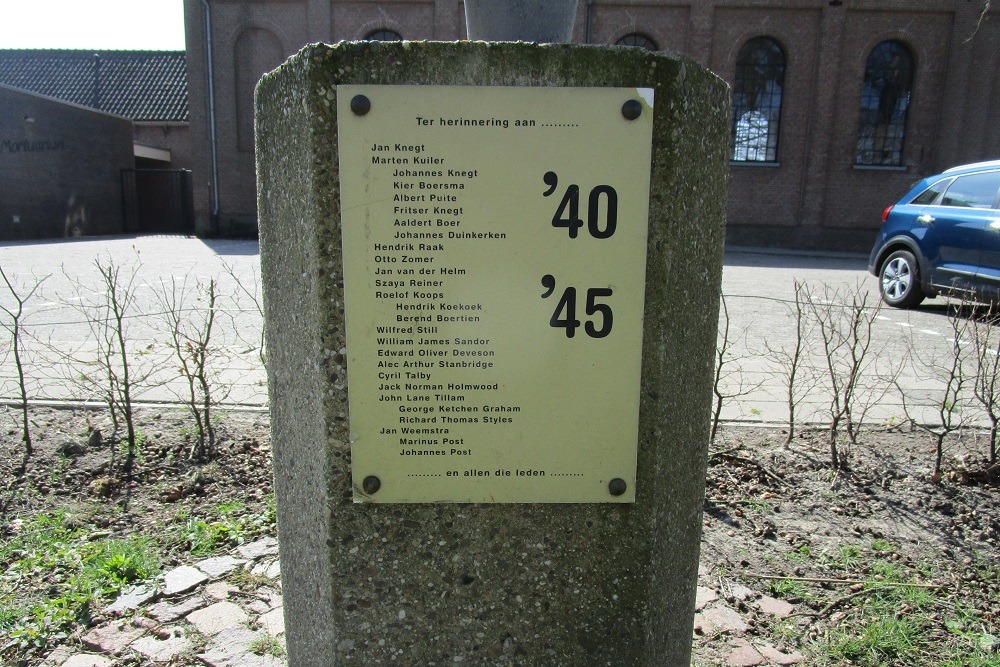 Mortuarium
Ter herinnering aan .........
Jan Knegt
Marten Kuiler
Johannes Knegt
Kier Boersma
Albert Puite
Fritser Knegt
Aaldert Boer
Johannes Duinkerken
Hendrik Raak
Otto Zomer
Jan van der Helm
Szaya Reiner
Roelof Koops
Hendrik Koekoek
Berend Boertien
Wilfred Still
William James Sandor
Edward Oliver Deveson
Alec Arthur Stanbridge
Cyril Talby
Jack Norman Holmwood
John Lane Tillam
George Ketchen Graham
Richard Thomas Styles
Jan Weemstra
Marinus Post
Johannes Post
......... en allen die leden .........
'40
'45